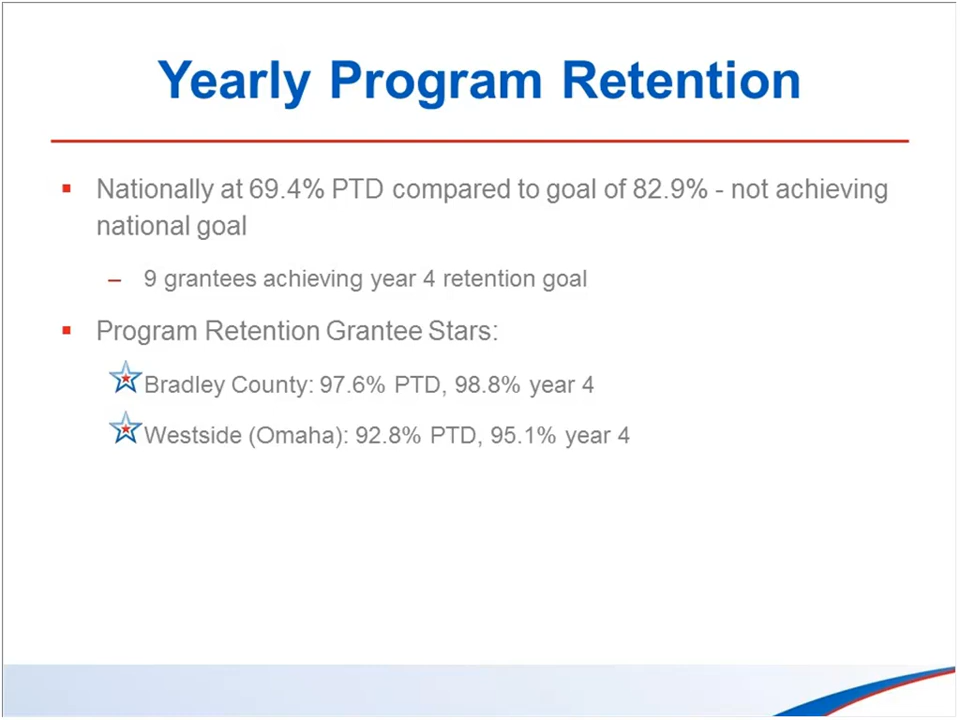 Yearly Program Retention
Nationally at 69.4% PTD compared to goal of 82.9% - not achieving
national goal
– 9 grantees achieving year 4 retention goal
Program Retention Grantee Stars:
Bradley County: 97.6% PTD, 98.8% year 4
Westside (Omaha): 92.8% PTD, 95.1% year 4